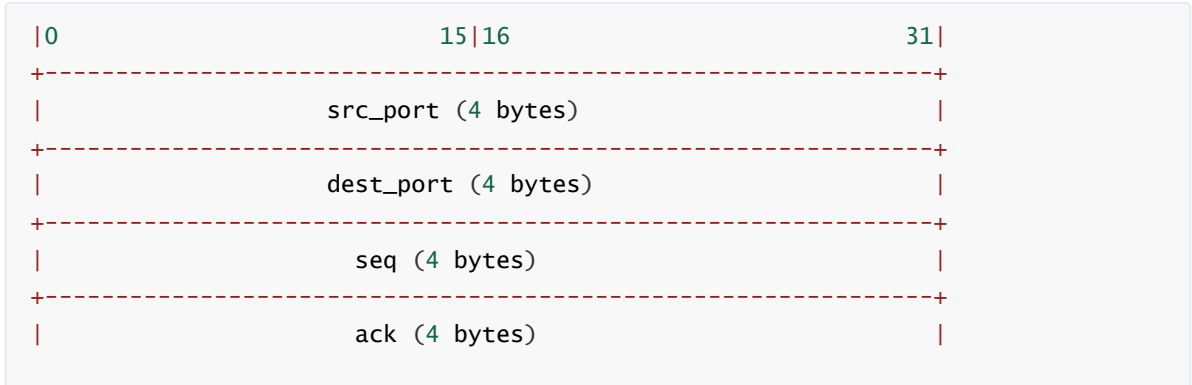 |0                            15|16                            31|
+---------------------------------------------------------------+
|                    src_port (4 bytes)                         |
+---------------------------------------------------------------+
|                    dest_port (4 bytes)                        |
+---------------------------------------------------------------+
|                      seq (4 bytes)                            |
+---------------------------------------------------------------+
|                      ack (4 bytes)                            |